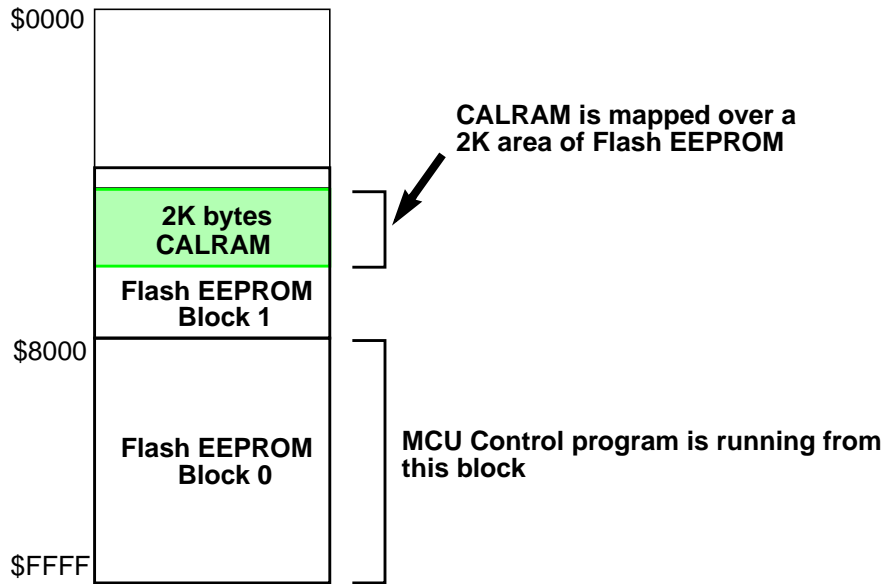 $0000
CALRAM is mapped over a
2K area of Flash EEPROM
2K bytes
CALRAM
Flash EEPROM
Block 1
$8000
Flash EEPROM
Block 0
MCU Control program is running from
this block
$FFFF